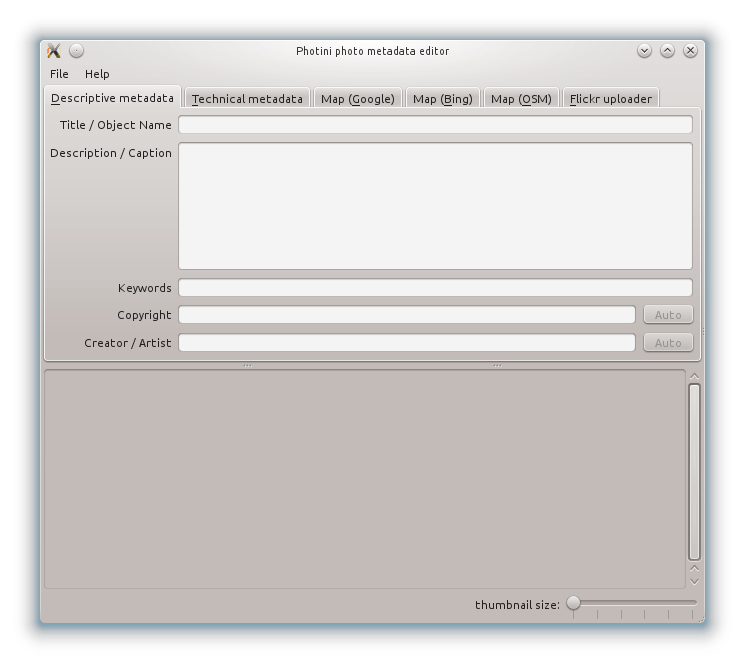 Photini photo metadata editor
File Help
Descriptive metadata Technical metadata Map (Google) Map (Bing) Map (OSM) Flickr uploader
Title / Object Name
Description / Caption
Keywords
Copyright Auto
Creator / Artist Auto
thumbnail size: